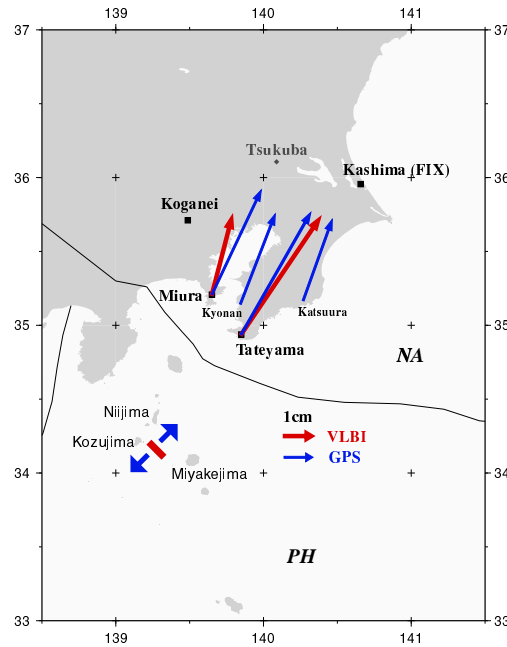 139 140 141
37 37
Tsukuba
Kashima (FIX)
36 36
Koganei
Miura
Kyonan Katsuura
35 35
Tateyama
NA
Niijima
1cm
VLBI
Kozujima
GPS
34 34
Miyakejima
PH
33 33
139 140 141